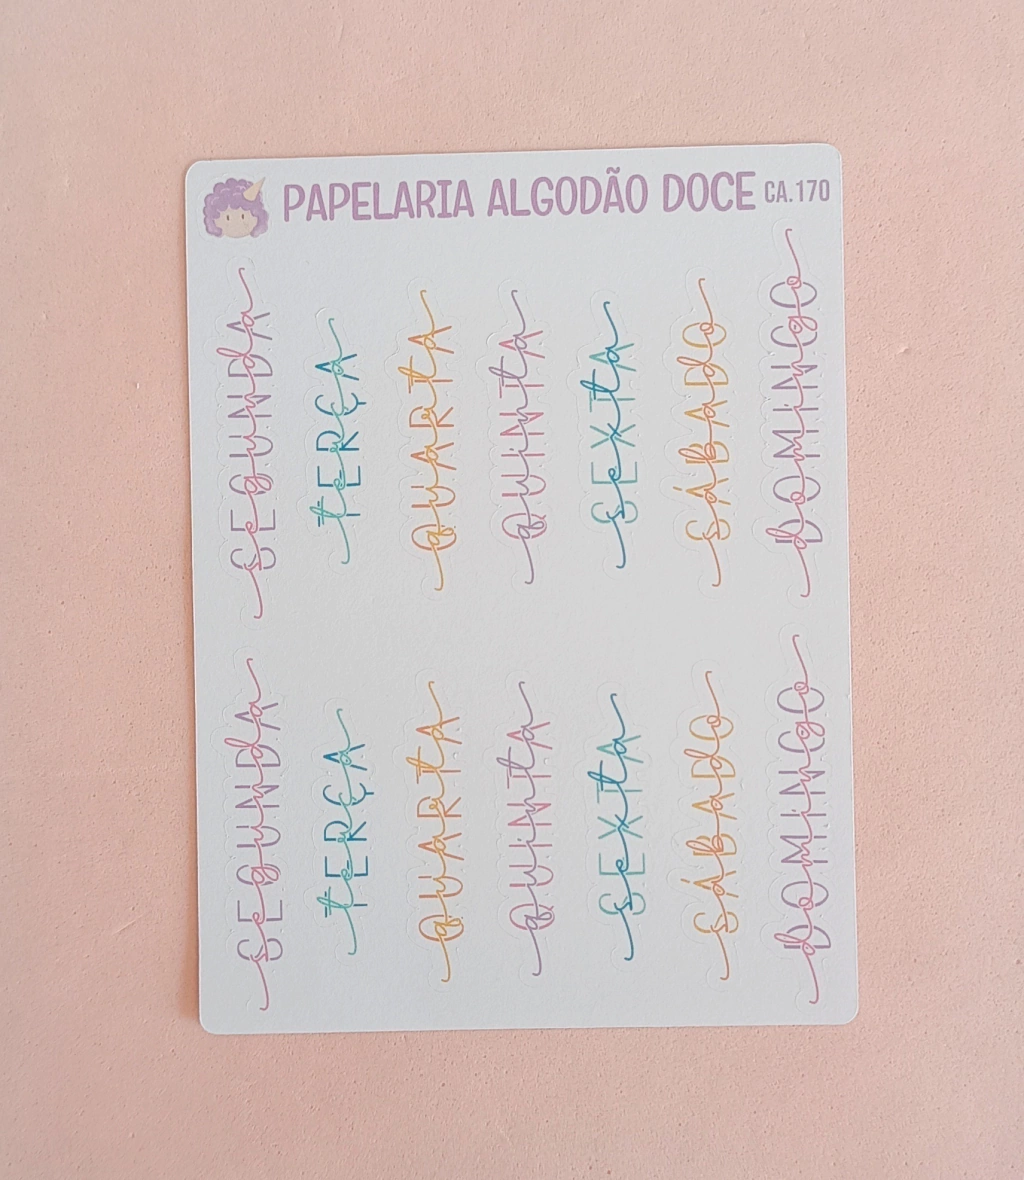 PAPELARIA ALGODÃO DOCE CA.170
SEGUNDA
TERÇA
QUARTA
QUINTA
SEXTA
SÁBADO
DOMINGO
SEGUNDA
TERÇA
QUARTA
QUINTA
SEXTA
SÁBADO
DOMINGO